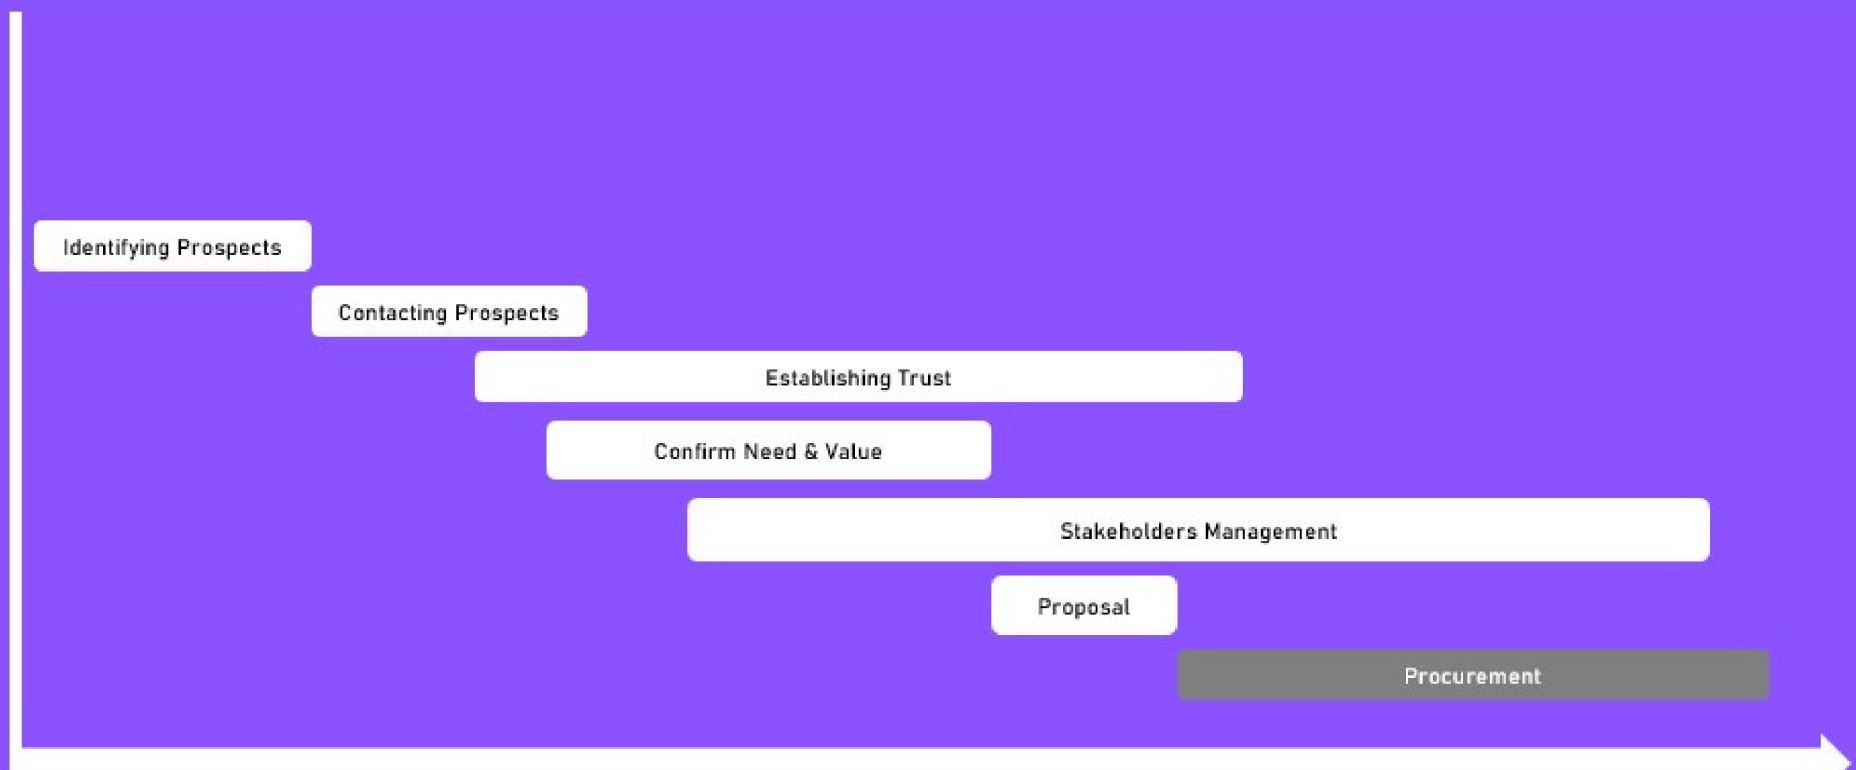 Identifying Prospects
Contacting Prospects
Establishing Trust
Confirm Need & Value
Stakeholders Management
Proposal
Procurement